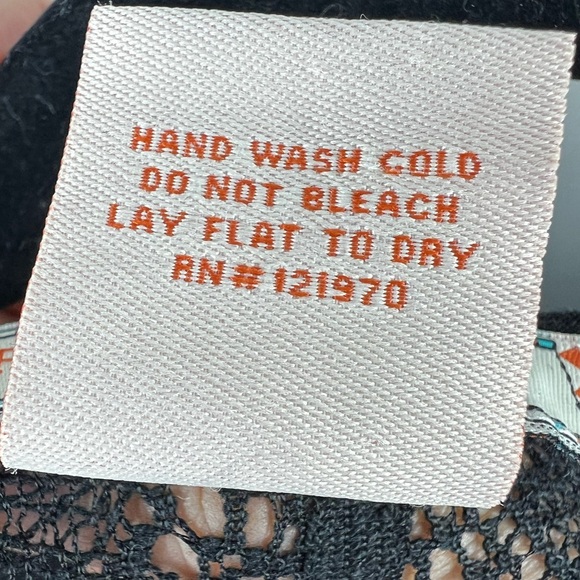 HAND WASH COLD
DO NOT BLEACH
LAY FLAT TO DRY
RN# 121970